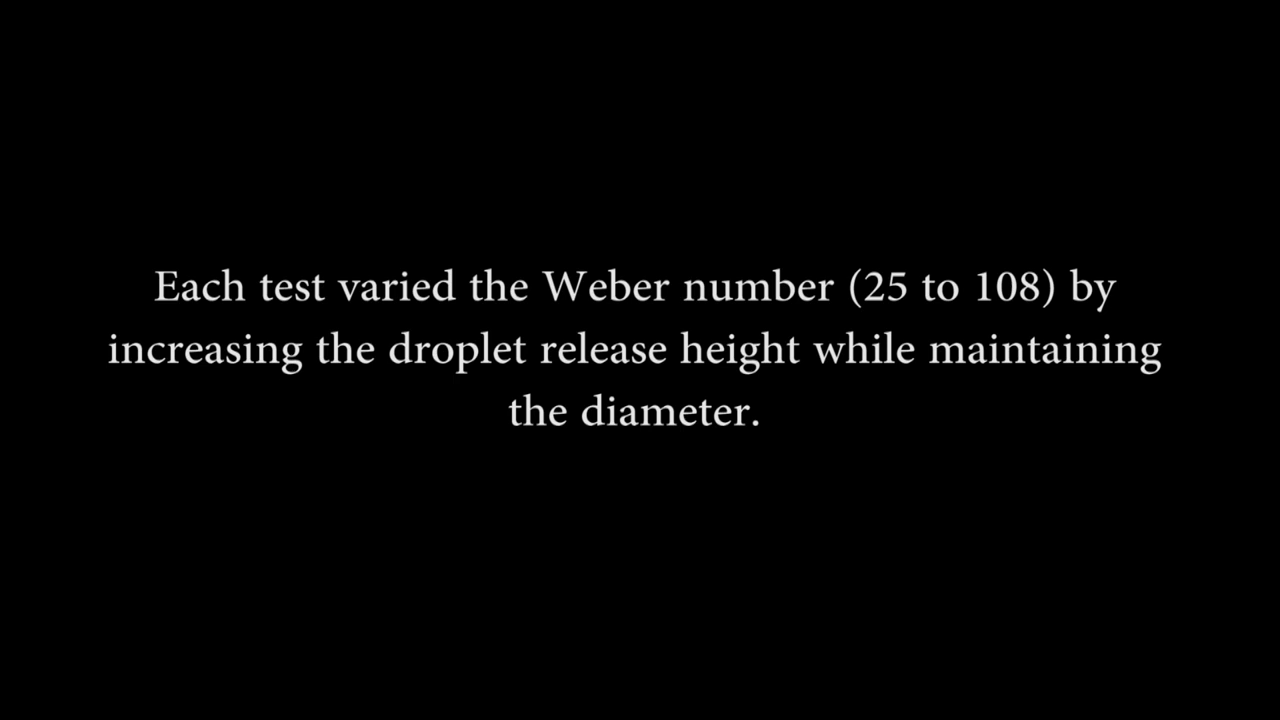 Each test varied the Weber number (25 to 108) by
increasing the droplet release height while maintaining
the diameter.